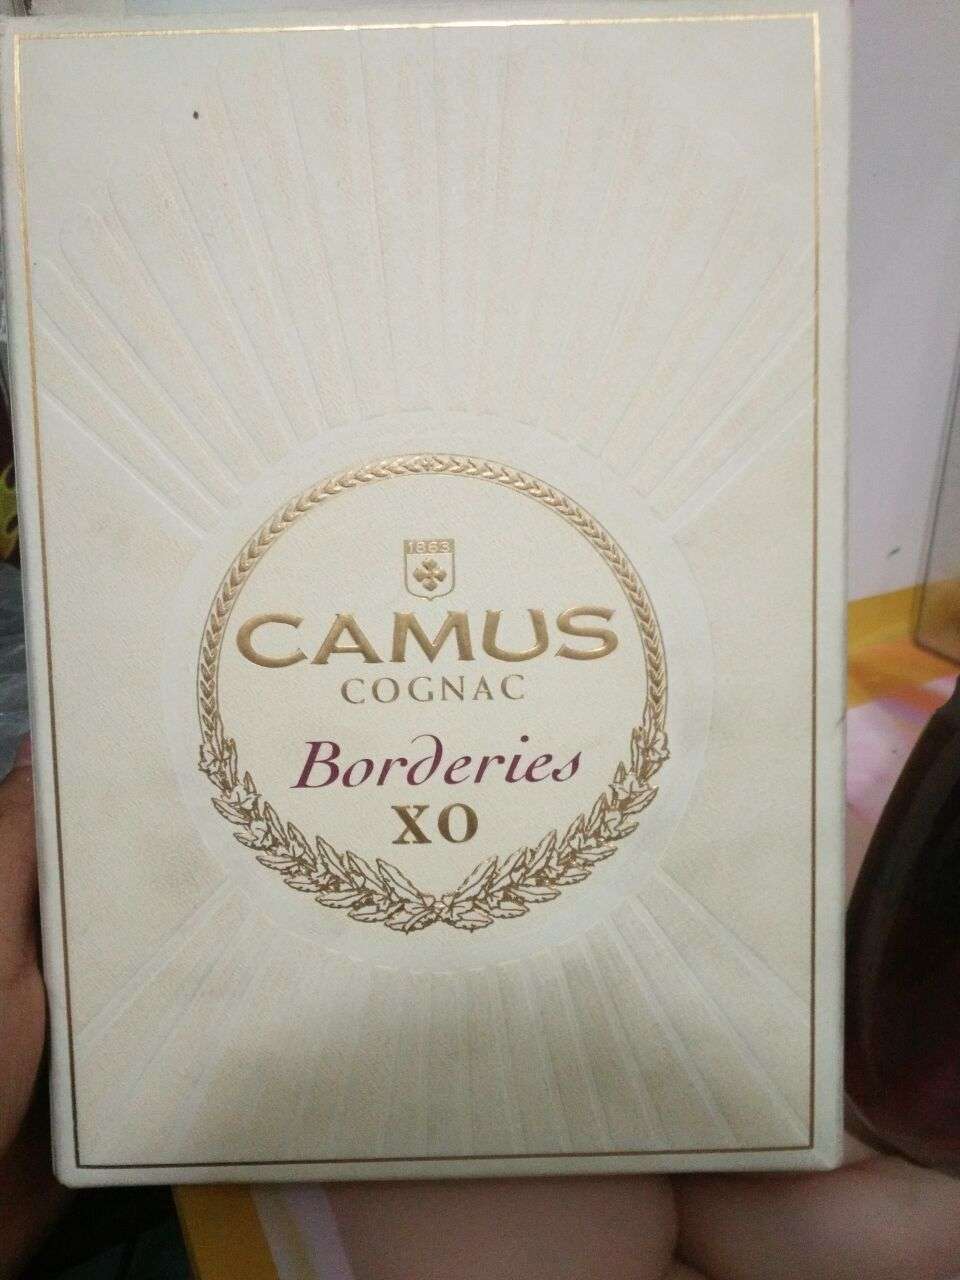 1863
CAMUS
COGNAC
Borderies
XO